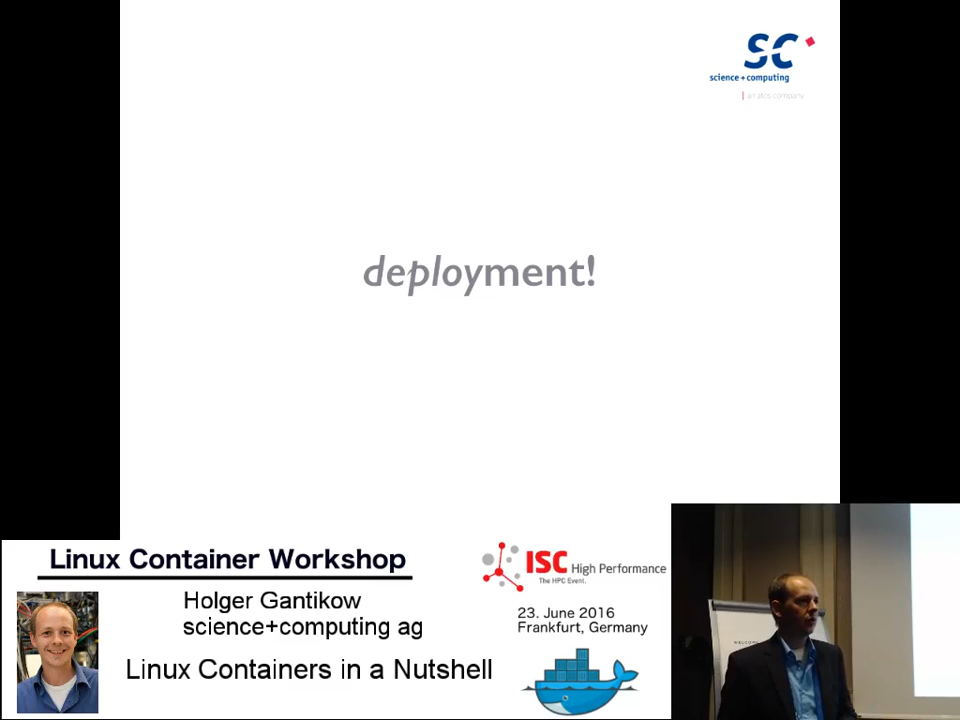 SC
science + computing
an atos company
deployment!
Linux Container Workshop
Holger Gantikow
science+computing ag
Linux Containers in a Nutshell
ISC High Performance
The HPC Event.
23. June 2016
Frankfurt, Germany
WELCOME